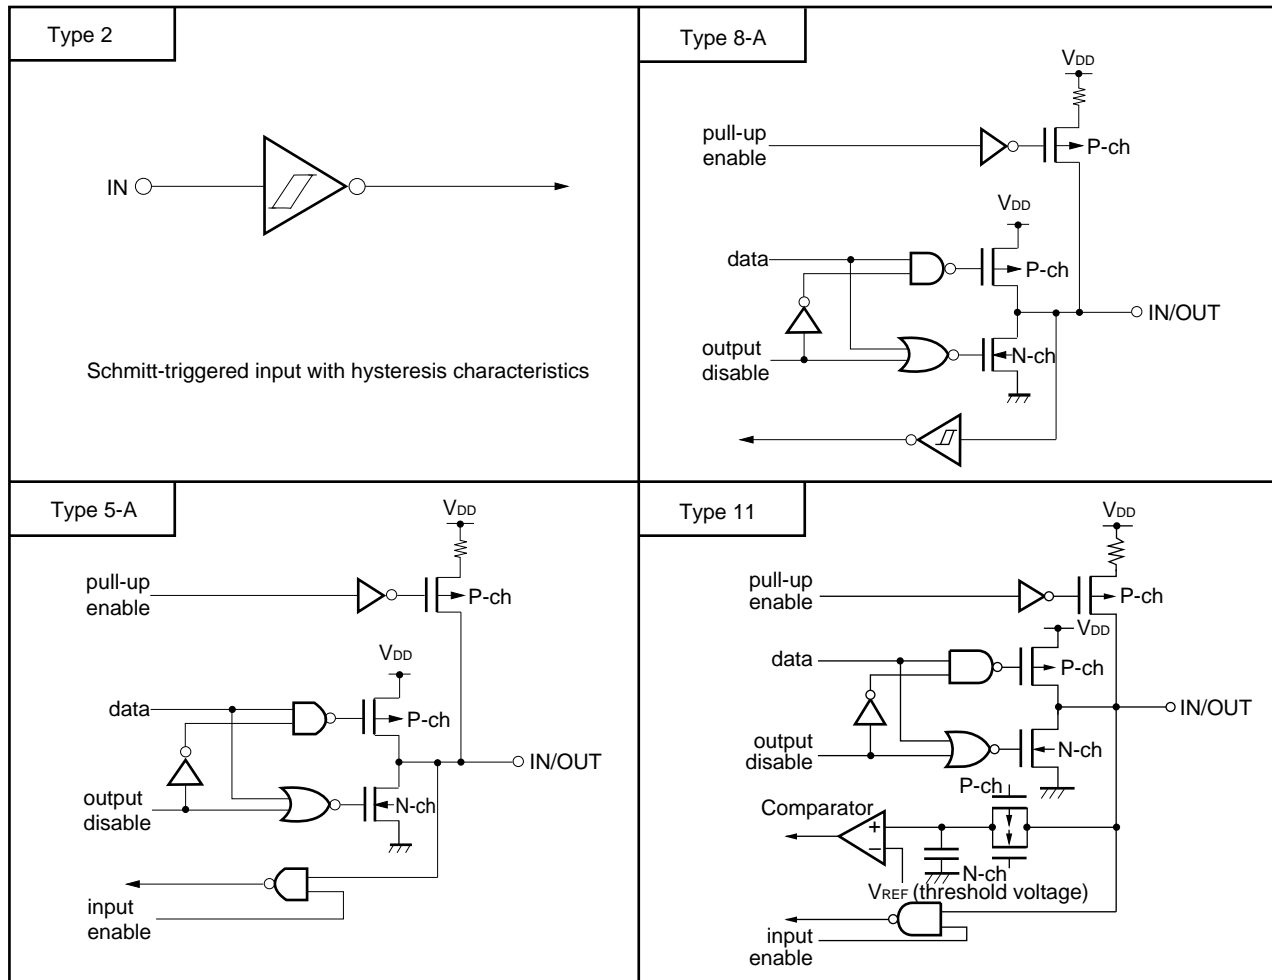 Type 2
IN
Schmitt-triggered input with hysteresis characteristics
Type 8-A
VDD
pull-up
enable
P-ch
VDD
data
P-ch
IN/OUT
output
disable
N-ch
Type 5-A
VDD
pull-up
enable
P-ch
VDD
data
P-ch
IN/OUT
output
disable
N-ch
input
enable
Type 11
VDD
pull-up
enable
P-ch
VDD
data
P-ch
IN/OUT
output
disable
N-ch
P-ch
Comparator
+
−
N-ch
VREF (threshold voltage)
input
enable